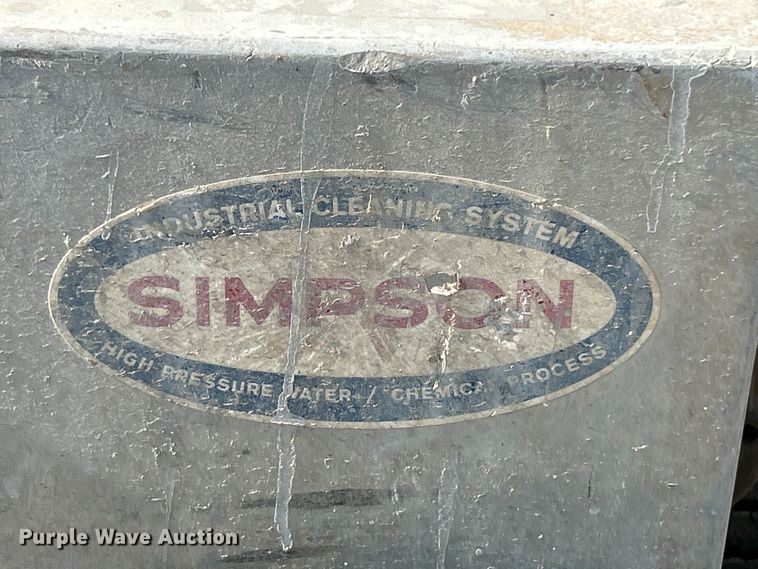 INDUSTRIAL CLEANING SYSTEM
SIMPSON
HIGH PRESSURE WATER / CHEMICAL PROCESS
Purple Wave Auction